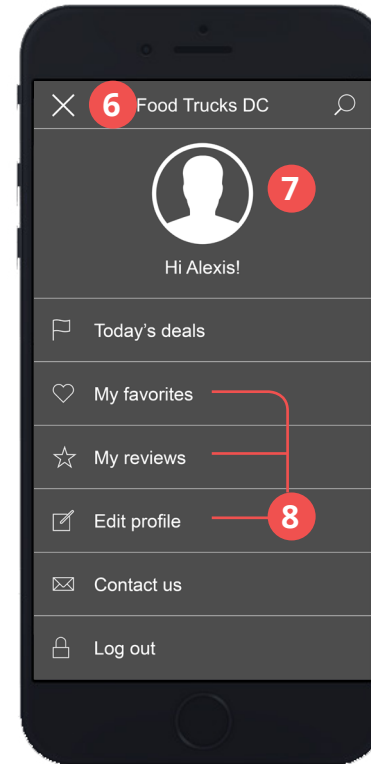 6 Food Trucks DC
7
Hi Alexis!
Today's deals
My favorites
My reviews
Edit profile
8
Contact us
Log out